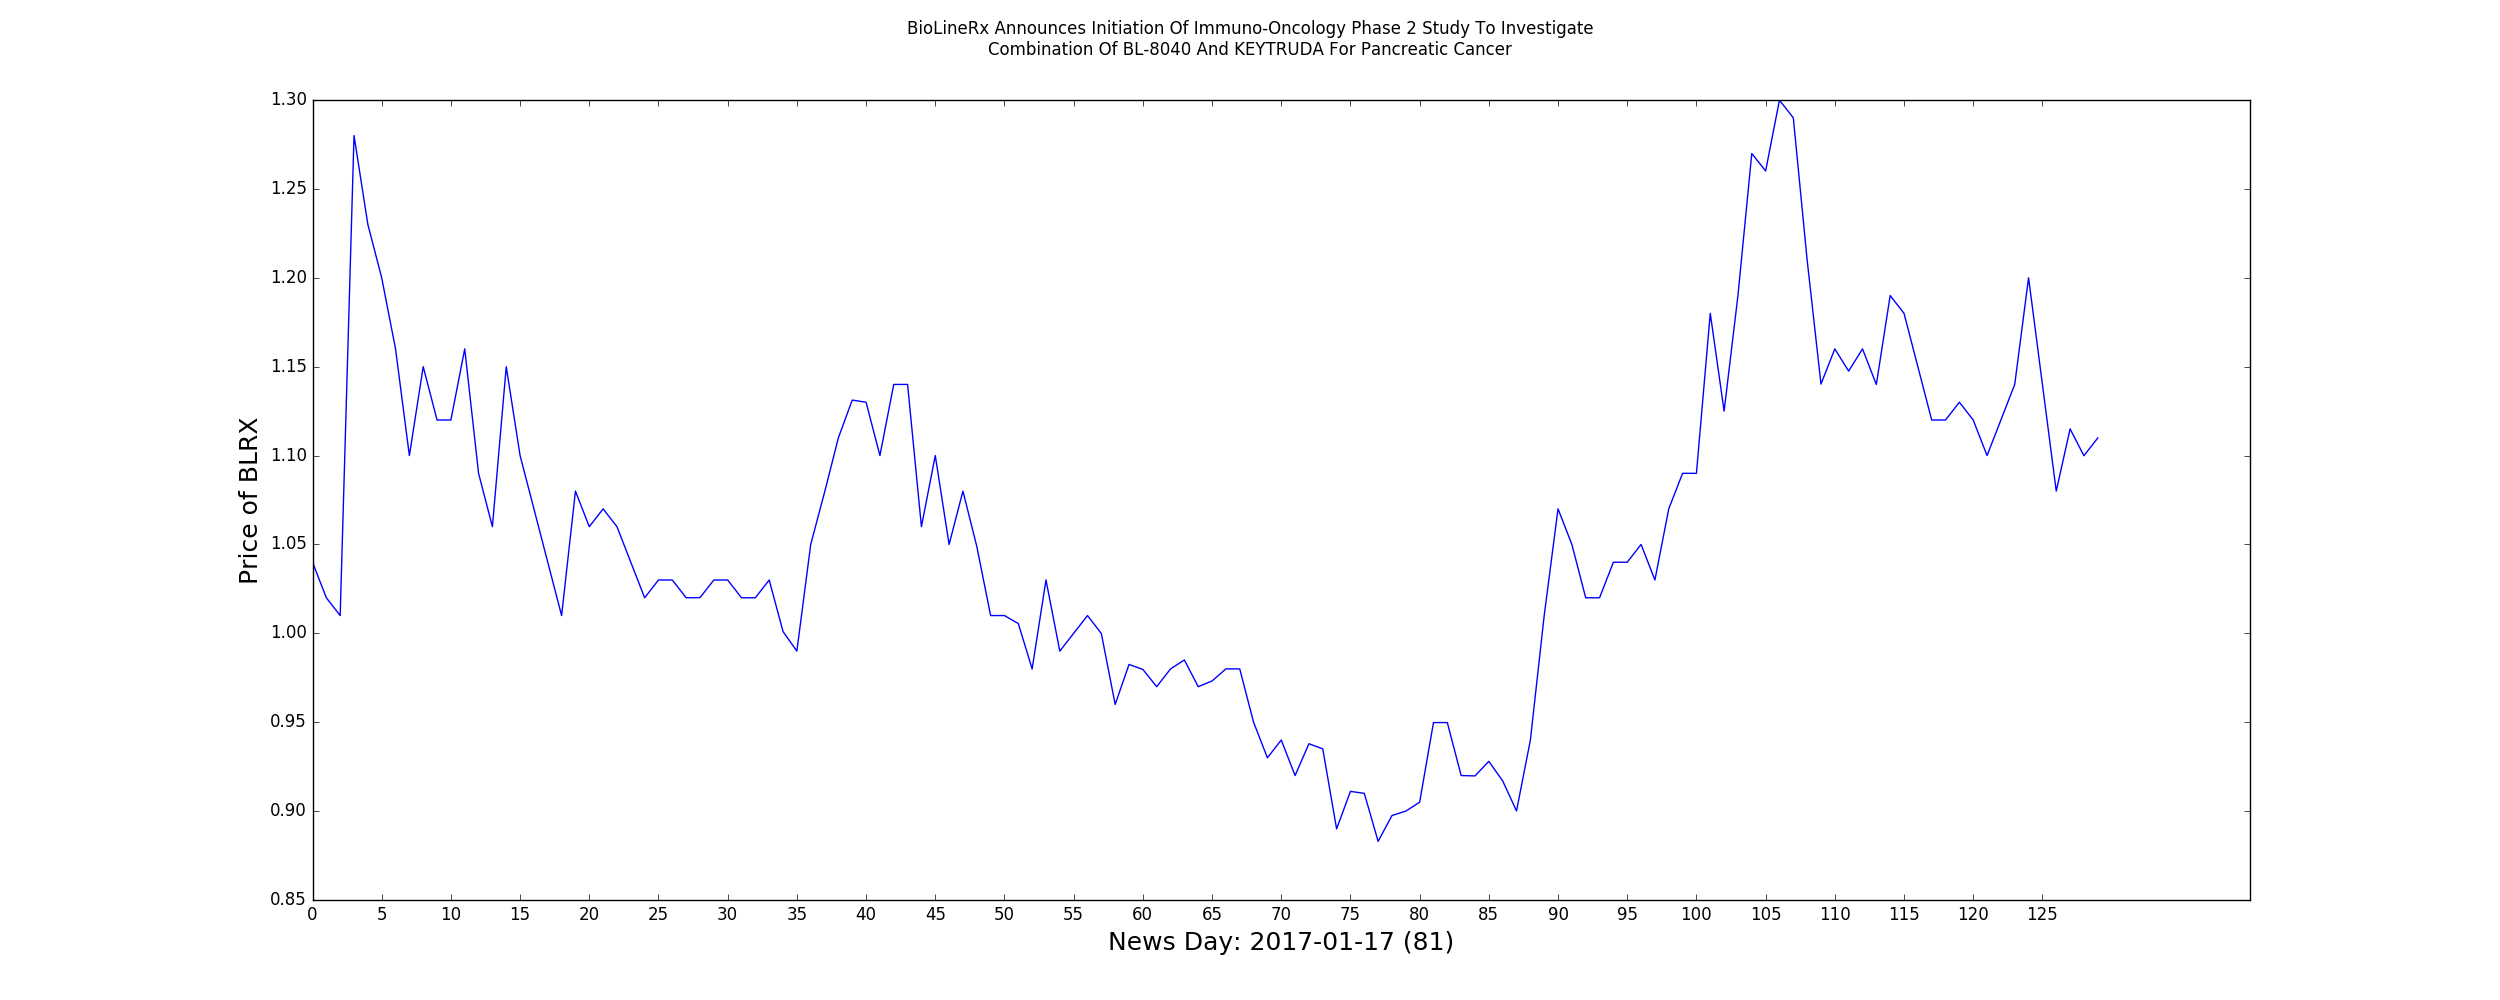 BioLineRx Announces Initiation Of Immuno-Oncology Phase 2 Study To Investigate
Combination Of BL-8040 And KEYTRUDA For Pancreatic Cancer
1.30
1.25
1.20
1.15
1.10
1.05
1.00
0.95
0.90
0.85
Price of BLRX
0 5 10 15 20 25 30 35 40 45 50 55 60 65 70 75 80 85 90 95 100 105 110 115 120 125
News Day: 2017-01-17 (81)